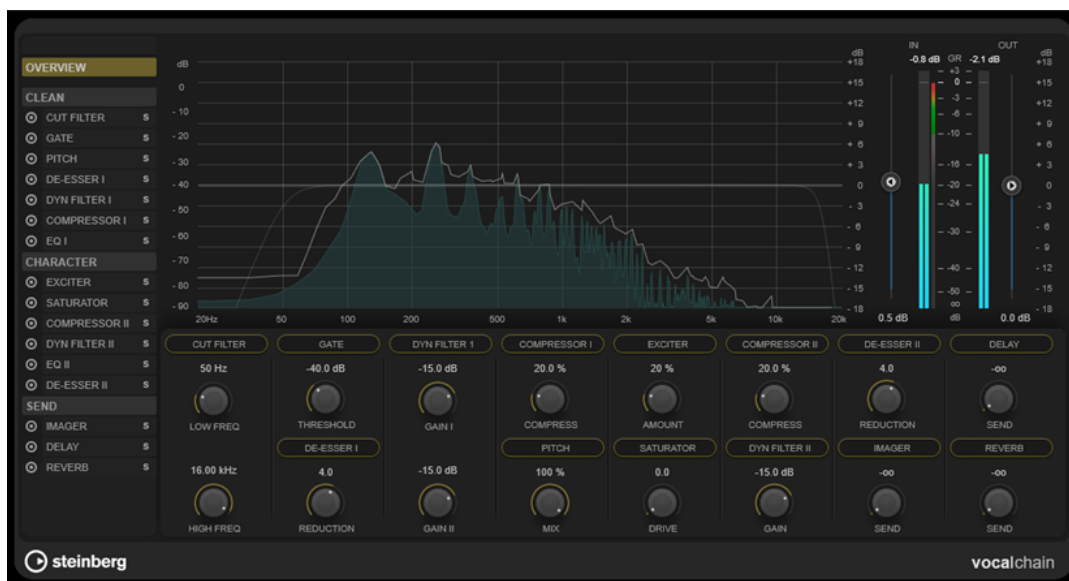 OVERVIEW
CLEAN
CUT FILTER S
GATE S
PITCH S
DE-ESSER I S
DYN FILTER I S
COMPRESSOR I S
EQ I S
CHARACTER
EXCITER S
SATURATOR S
COMPRESSOR II S
DYN FILTER II S
EQ II S
DE-ESSER II S
SEND
IMAGER S
DELAY S
REVERB S
dB
0
- 10
- 20
- 30
- 40
- 50
- 60
- 70
- 80
- 90
20Hz 50 100 200 500 1k 2k 5k 10k 20k
dB
+18
+15
+12
+ 9
+ 6
+ 3
0
- 3
- 6
- 9
- 12
- 15
- 18
IN OUT
-0.8 dB GR -2.1 dB
+3
0
-3
-6
-10
-16
-20
-24
-30
-40
-50
∞
dB
0.5 dB 0.0 dB
dB
+18
+15
+12
+ 9
+ 6
+ 3
0
- 3
- 6
- 9
- 12
- 15
- 18
CUT FILTER GATE DYN FILTER 1 COMPRESSOR I EXCITER COMPRESSOR II DE-ESSER II DELAY
50 Hz -40.0 dB -15.0 dB 20.0 % 20 % 20.0 % 4.0 -oo
LOW FREQ THRESHOLD GAIN I COMPRESS AMOUNT COMPRESS REDUCTION SEND
DE-ESSER I PITCH SATURATOR DYN FILTER II IMAGER REVERB
16.00 kHz 4.0 -15.0 dB 100 % 0.0 -15.0 dB -oo -oo
HIGH FREQ REDUCTION GAIN II MIX DRIVE GAIN SEND SEND
steinberg vocalchain